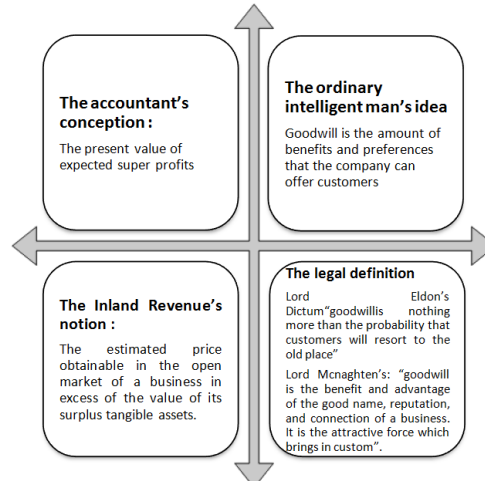 The accountant's
conception :
The present value of
expected super profits
The ordinary
intelligent man's idea
Goodwill is the amount of
benefits and preferences
that the company can
offer customers
The Inland Revenue's
notion :
The estimated price
obtainable in the open
market of a business in
excess of the value of its
surplus tangible assets.
The legal definition
Lord Eldon's
Dictum"goodwillis nothing
more than the probability that
customers will resort to the
old place"
Lord Mcnaghten's: "goodwill
is the benefit and advantage
of the good name, reputation,
and connection of a business.
It is the attractive force which
brings in custom".